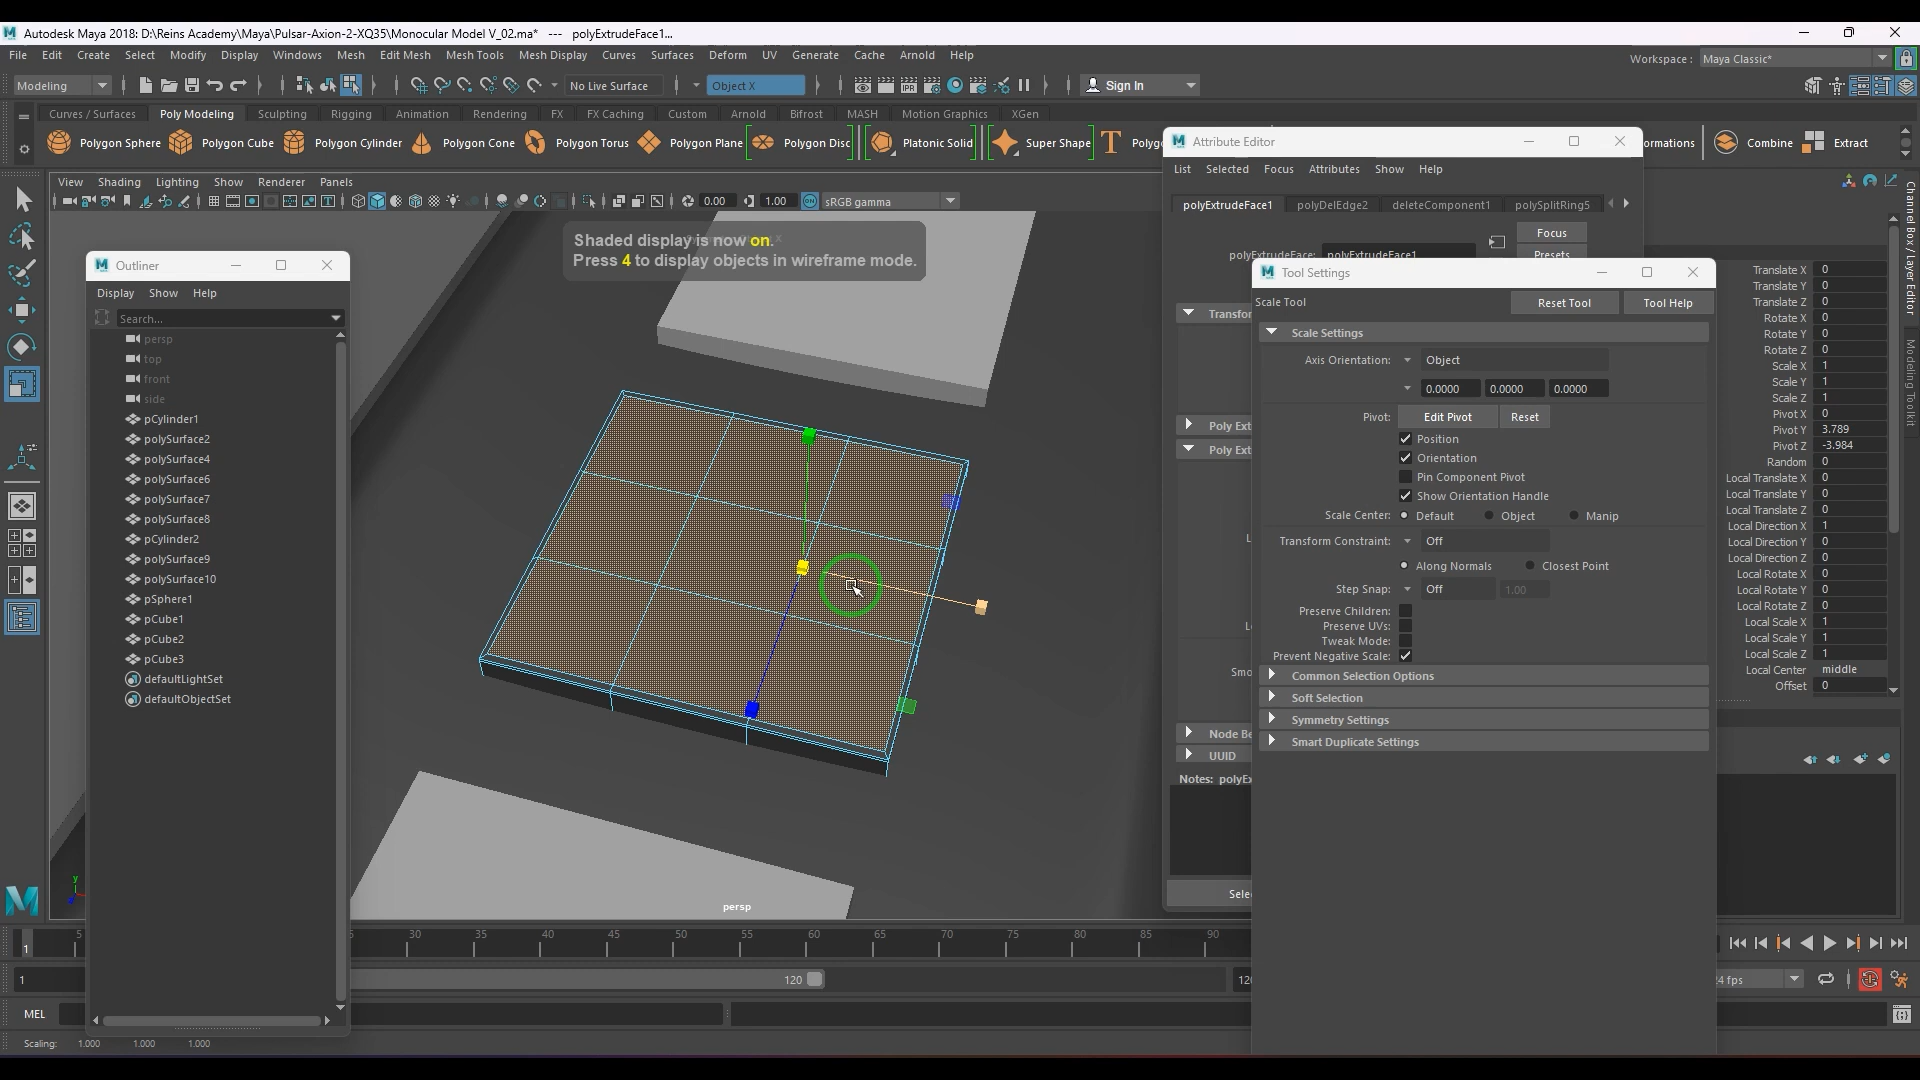 Autodesk Maya 2018: D:\Reins Academy\Maya\Pulsar-Axion-2-XQ35\Monocular Model V_02.ma* --- polyExtrudeFace1...
File Edit Create Select Modify Display Windows Mesh Edit Mesh Mesh Tools Mesh Display Curves Surfaces Deform UV Generate Cache Arnold Help
Workspace : Maya Classic*
Modeling No Live Surface Object X Sign In
Curves / Surfaces Poly Modeling Sculpting Rigging Animation Rendering FX FX Caching Custom Arnold Bifrost MASH Motion Graphics XGen
Polygon Sphere Polygon Cube Polygon Cylinder Polygon Cone Polygon Torus Polygon Plane Polygon Disc Platonic Solid Super Shape Combine Extract
View Shading Lighting Show Renderer Panels
0.00 1.00 sRGB gamma
Shaded display is now on.
Press 4 to display objects in wireframe mode.
Outliner
Display Show Help
Search...
persp
top
front
side
pCylinder1
polySurface2
polySurface4
polySurface6
polySurface7
polySurface8
pCylinder2
polySurface9
polySurface10
pSphere1
pCube1
pCube2
pCube3
defaultLightSet
defaultObjectSet
persp
Attribute Editor
List Selected Focus Attributes Show Help
polyExtrudeFace1 polyDelEdge2 deleteComponent1 polySplitRing5
Focus
polyExtrudeFace: polyExtrudeFace1 Presets
UUID
Tool Settings
Scale Tool Reset Tool Tool Help
Scale Settings
Axis Orientation: Object
0.0000 0.0000 0.0000
Pivot: Edit Pivot Reset
Position
Orientation
Pin Component Pivot
Show Orientation Handle
Scale Center: Default Object Manip
Transform Constraint: Off
Along Normals Closest Point
Step Snap: Off 1.00
Preserve Children:
Preserve UVs:
Tweak Mode:
Prevent Negative Scale:
Common Selection Options
Soft Selection
Symmetry Settings
Smart Duplicate Settings
Translate X 0
Translate Y 0
Translate Z 0
Rotate X 0
Rotate Y 0
Rotate Z 0
Scale X 1
Scale Y 1
Scale Z 1
Pivot X 0
Pivot Y 3.789
Pivot Z -3.984
Random 0
Local Translate X 0
Local Translate Y 0
Local Translate Z 0
Local Direction X 1
Local Direction Y 0
Local Direction Z 0
Local Rotate X 0
Local Rotate Y 0
Local Rotate Z 0
Local Scale X 1
Local Scale Y 1
Local Scale Z 1
Local Center middle
Offset 0
Channel Box / Layer Editor
Modeling Toolkit
1 5 30 35 40 45 50 55 60 65 70 75 80 85 90
1 120
MEL
Scaling: 1.000 1.000 1.000